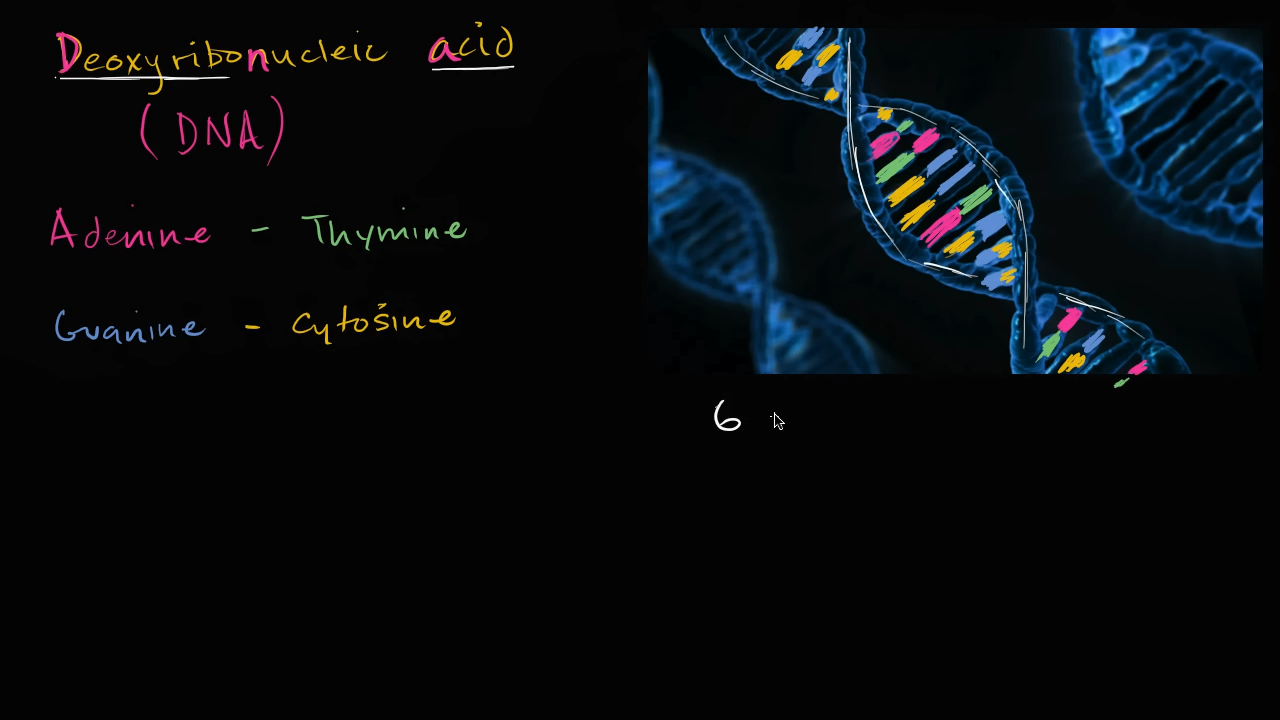 Deoxyribonucleic acid
(DNA)
Adenine - Thymine
Guanine - Cytosine
6